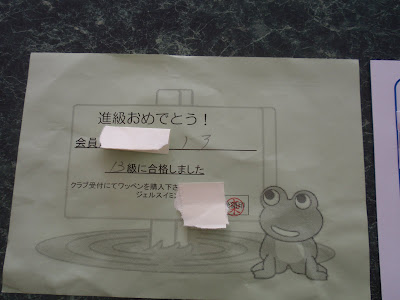 進級おめでとう！
会員
13級に合格しました
クラブ受付にてワッペンを購入下さ
ジェルスイミ